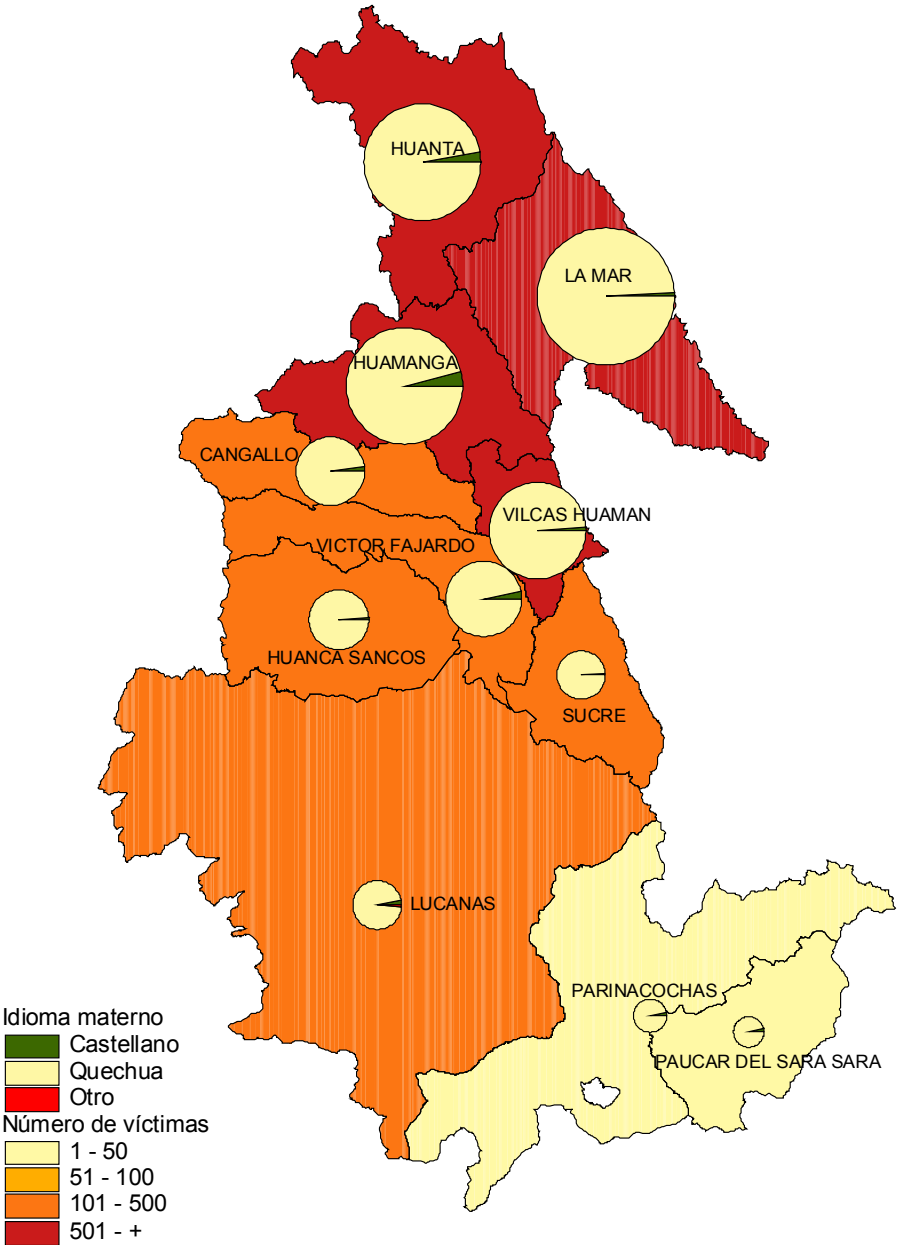 HUANTA
LA MAR
HUAMANGA
CANGALLO
VILCAS HUAMAN
VICTOR FAJARDO
HUANCA SANCOS
SUCRE
LUCANAS
PARINACOCHAS
PAUCAR DEL SARA SARA
Idioma materno
Castellano
Quechua
Otro
Número de víctimas
1 - 50
51 - 100
101 - 500
501 - +